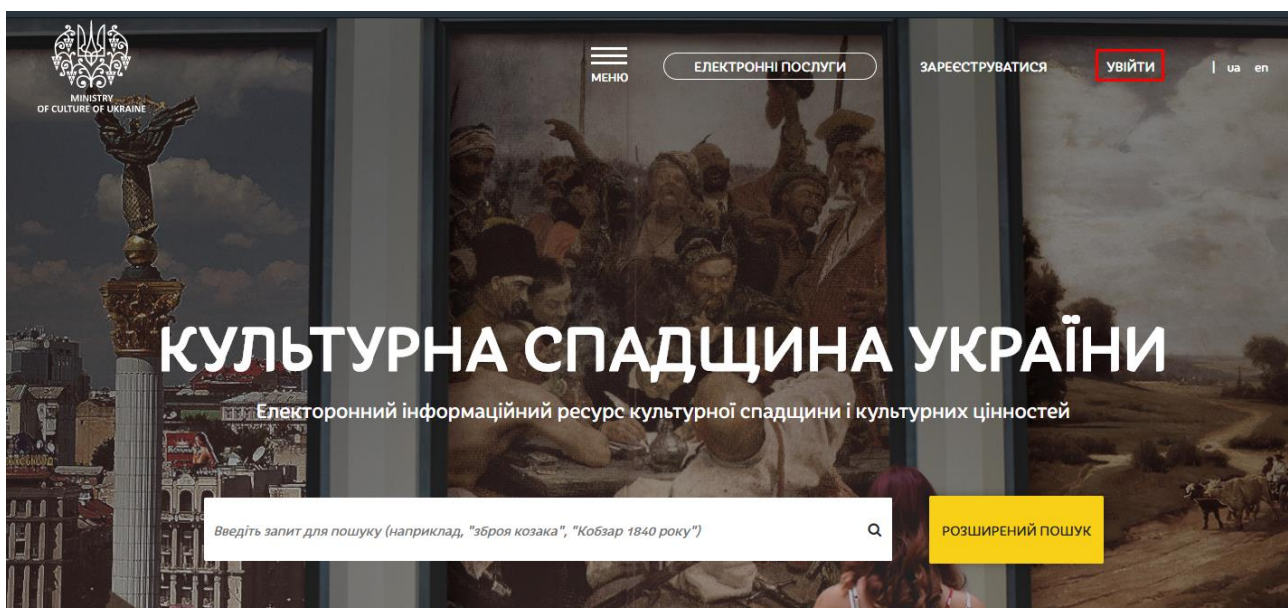 МЕНЮ
ЕЛЕКТРОННІ ПОСЛУГИ
ЗАРЕЄСТРУВАТИСЯ
УВІЙТИ
| ua en
MINISTRY
OF CULTURE OF UKRAINE
КУЛЬТУРНА СПАДЩИНА УКРАЇНИ
Електоронний інформаційний ресурс культурної спадщини і культурних цінностей
Введіть запит для пошуку (наприклад, "зброя козака", "Кобзар 1840 року")
РОЗШИРЕНИЙ ПОШУК